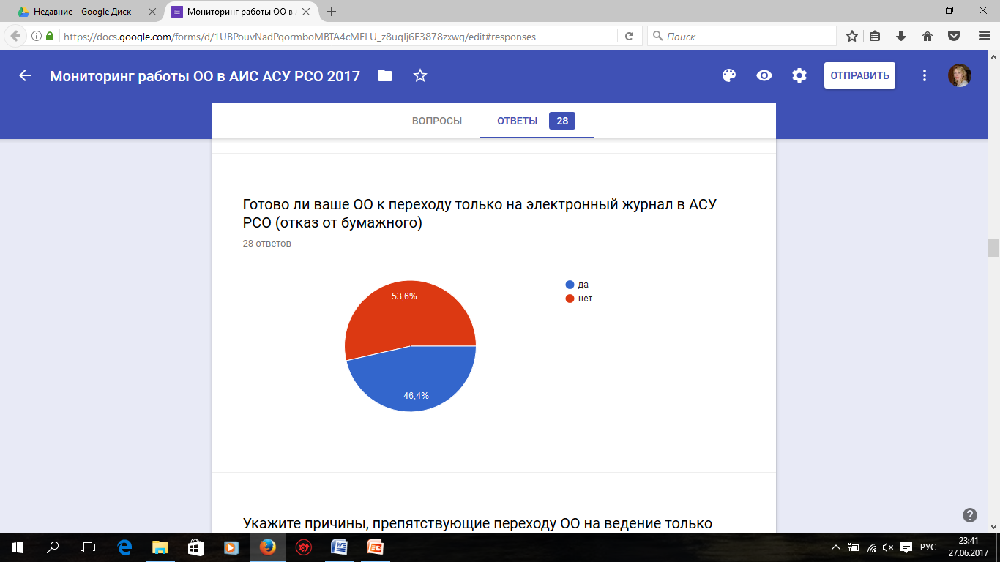 Недавние – Google Диск
Мониторинг работы ОО в А
https://docs.google.com/forms/d/1UBPouvNadPqormboMBTA4cMELU_z8uqIj6E3878zxwg/edit#responses
Поиск
Мониторинг работы ОО в АИС АСУ РСО 2017
ОТПРАВИТЬ
ВОПРОСЫ
ОТВЕТЫ
28
Готово ли ваше ОО к переходу только на электронный журнал в АСУ
РСО (отказ от бумажного)
28 ответов
да
нет
53,6%
46,4%
Укажите причины, препятствующие переходу ОО на ведение только
РУС
23:41
27.06.2017